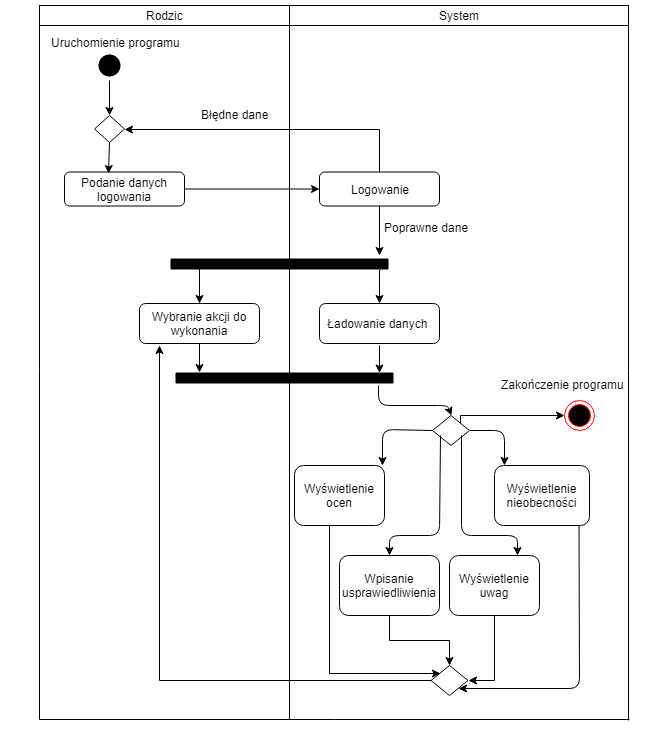 Rodzic
System
Uruchomienie programu
Błędne dane
Podanie danych
logowania
Logowanie
Poprawne dane
Wybranie akcji do
wykonania
Ładowanie danych
Zakończenie programu
Wyświetlenie
ocen
Wyświetlenie
nieobecności
Wpisanie
usprawiedliwienia
Wyświetlenie
uwag